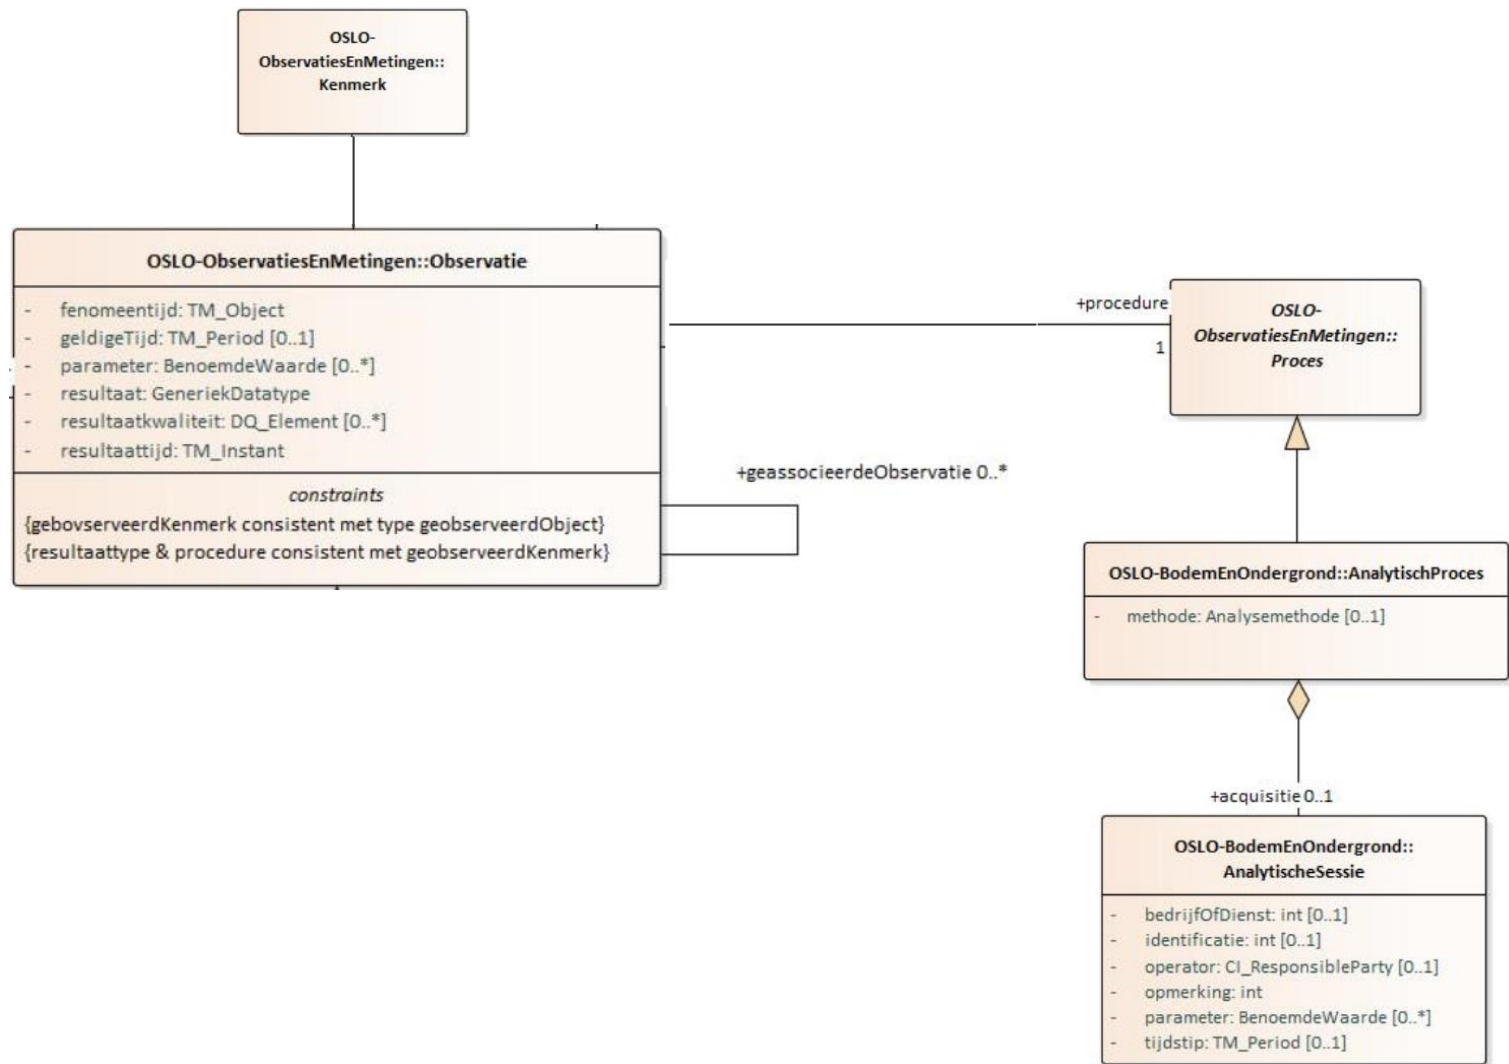 OSLO-
ObservatiesEnMetingen::
Kenmerk
OSLO-ObservatiesEnMetingen::Observatie
- fenomeentijd: TM_Object
- geldigeTijd: TM_Period [0..1]
- parameter: BenoemdeWaarde [0..*]
- resultaat: GeneriekDatatype
- resultaatkwaliteit: DQ_Element [0..*]
- resultaattijd: TM_Instant
constraints
{gebovserveerdKenmerk consistent met type geobserveerdObject}
{resultaattype & procedure consistent met geobserveerdKenmerk}
+geassocieerdeObservatie 0..*
+procedure
1
OSLO-
ObservatiesEnMetingen::
Proces
OSLO-BodemEnOndergrond::AnalytischProces
- methode: Analysemethode [0..1]
+acquisitie 0..1
OSLO-BodemEnOndergrond::
AnalytischeSessie
- bedrijfOfDienst: int [0..1]
- identificatie: int [0..1]
- operator: CI_ResponsibleParty [0..1]
- opmerking: int
- parameter: BenoemdeWaarde [0..*]
- tijdstip: TM_Period [0..1]